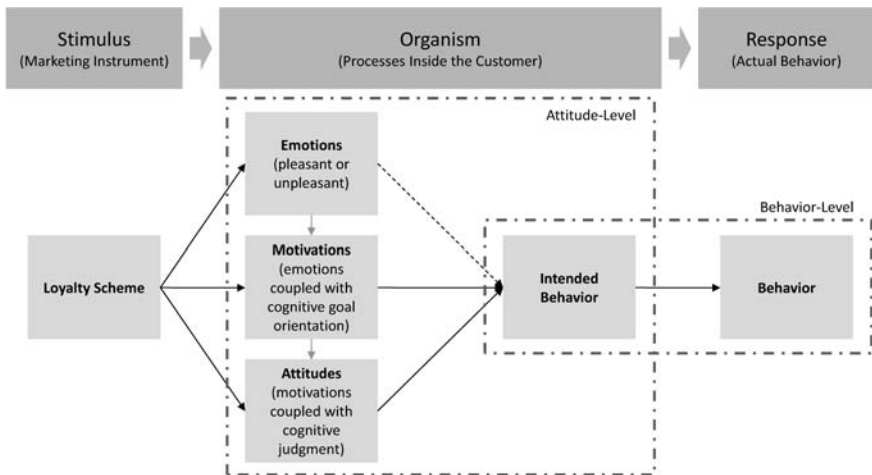 Stimulus
(Marketing Instrument)
Organism
(Processes Inside the Customer)
Response
(Actual Behavior)
Attitude-Level
Emotions
(pleasant or
unpleasant)
Behavior-Level
Loyalty Scheme
Motivations
(emotions
coupled with
cognitive goal
orientation)
Intended
Behavior
Behavior
Attitudes
(motivations
coupled with
cognitive
judgment)